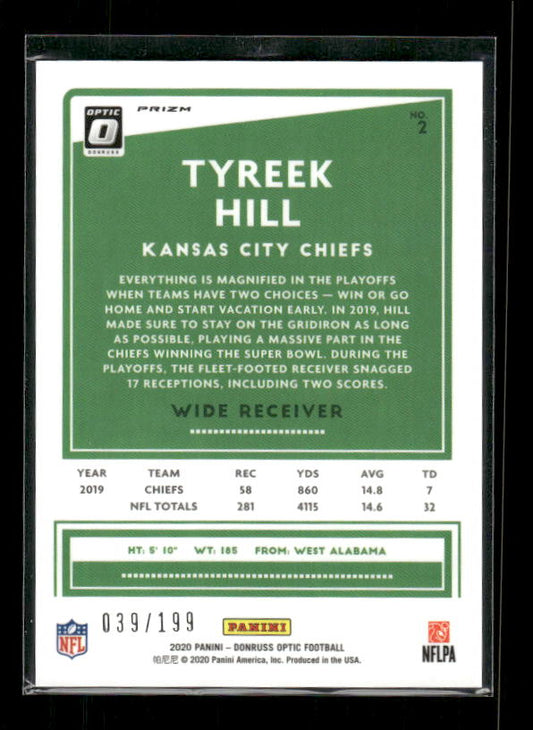 OPTIC
DONRUSS
PRIZM
NO.
2
TYREEK
HILL
KANSAS CITY CHIEFS
EVERYTHING IS MAGNIFIED IN THE PLAYOFFS
WHEN TEAMS HAVE TWO CHOICES — WIN OR GO
HOME AND START VACATION EARLY. IN 2019, HILL
MADE SURE TO STAY ON THE GRIDIRON AS LONG
AS POSSIBLE, PLAYING A MASSIVE PART IN THE
CHIEFS WINNING THE SUPER BOWL. DURING THE
PLAYOFFS, THE FLEET-FOOTED RECEIVER SNAGGED
17 RECEPTIONS, INCLUDING TWO SCORES.
WIDE RECEIVER
YEAR TEAM REC YDS AVG TD
2019 CHIEFS 58 860 14.8 7
NFL TOTALS 281 4115 14.6 32
HT: 5' 10" WT: 185 FROM: WEST ALABAMA
039/199
PANINI
NFL
NFLPA
2020 PANINI – DONRUSS OPTIC FOOTBALL
帕尼尼 © 2020 Panini America, Inc. Produced in the USA.